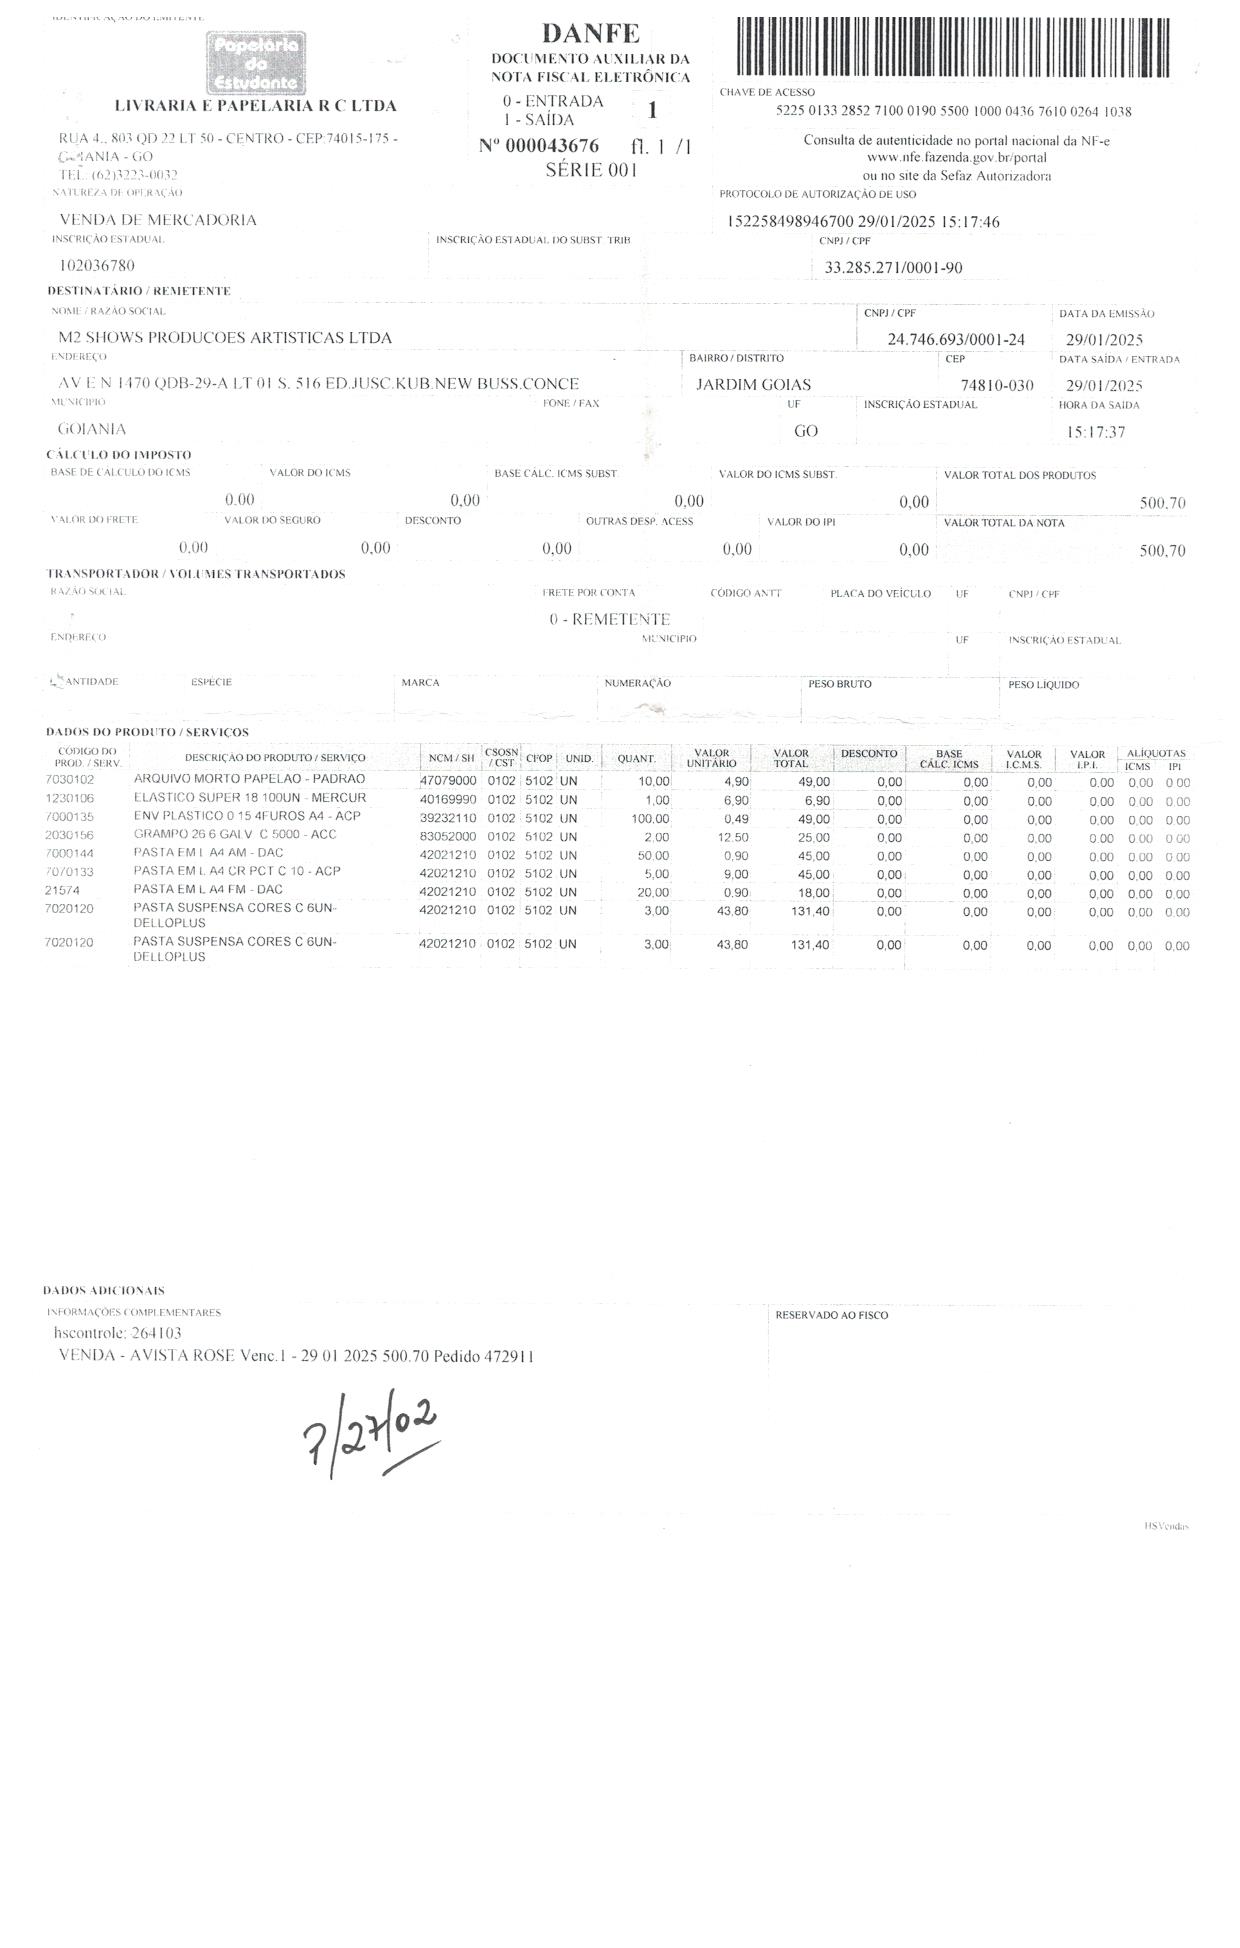 IDENTIFICAÇÃO DO EMITENTE
Papelaria
do
Estudante
LIVRARIA E PAPELARIA R C LTDA
RUA 4., 803 QD 22 LT 50 - CENTRO - CEP:74015-175 -
GOIANIA - GO
TEL. (62)3223-0032
DANFE
DOCUMENTO AUXILIAR DA
NOTA FISCAL ELETRÔNICA
0 - ENTRADA
1 - SAÍDA
1
Nº 000043676 fl. 1 /1
SÉRIE 001
CHAVE DE ACESSO
5225 0133 2852 7100 0190 5500 1000 0436 7610 0264 1038
Consulta de autenticidade no portal nacional da NF-e
www.nfe.fazenda.gov.br/portal
ou no site da Sefaz Autorizadora
NATUREZA DE OPERAÇÃO PROTOCOLO DE AUTORIZAÇÃO DE USO
VENDA DE MERCADORIA 152258498946700 29/01/2025 15:17:46
INSCRIÇÃO ESTADUAL INSCRIÇÃO ESTADUAL DO SUBST TRIB CNPJ / CPF
102036780 33.285.271/0001-90
DESTINATÁRIO / REMETENTE
NOME / RAZÃO SOCIAL CNPJ / CPF DATA DA EMISSÃO
M2 SHOWS PRODUCOES ARTISTICAS LTDA 24.746.693/0001-24 29/01/2025
ENDEREÇO BAIRRO / DISTRITO CEP DATA SAÍDA / ENTRADA
AV E N 1470 QDB-29-A LT 01 S. 516 ED.JUSC.KUB.NEW BUSS.CONCE JARDIM GOIAS 74810-030 29/01/2025
MUNICIPIO FONE / FAX UF INSCRIÇÃO ESTADUAL HORA DA SAIDA
GOIANIA GO 15:17:37
CÁLCULO DO IMPOSTO
BASE DE CÁLCULO DO ICMS VALOR DO ICMS BASE CÁLC. ICMS SUBST. VALOR DO ICMS SUBST. VALOR TOTAL DOS PRODUTOS
0.00 0,00 0,00 0,00 500,70
VALOR DO FRETE VALOR DO SEGURO DESCONTO OUTRAS DESP. ACESS VALOR DO IPI VALOR TOTAL DA NOTA
0,00 0,00 0,00 0,00 0,00 500,70
TRANSPORTADOR / VOLUMES TRANSPORTADOS
RAZÃO SOCIAL FRETE POR CONTA CÓDIGO ANTT PLACA DO VEÍCULO UF CNPJ / CPF
0 - REMETENTE
ENDEREÇO MUNICIPIO UF INSCRIÇÃO ESTADUAL
QUANTIDADE ESPÉCIE MARCA NUMERAÇÃO PESO BRUTO PESO LÍQUIDO
DADOS DO PRODUTO / SERVIÇOS
CÓDIGO DO PROD. / SERV. DESCRIÇÃO DO PRODUTO / SERVIÇO NCM / SH CSOSN / CST CFOP UNID. QUANT. VALOR UNITÁRIO VALOR TOTAL DESCONTO BASE CÁLC. ICMS VALOR I.C.M.S. VALOR I.P.I. ALÍQUOTAS ICMS IPI
7030102 ARQUIVO MORTO PAPELAO - PADRAO 47079000 0102 5102 UN 10,00 4,90 49,00 0,00 0,00 0,00 0.00 0,00 0.00
1230106 ELASTICO SUPER 18 100UN - MERCUR 40169990 0102 5102 UN 1,00 6,90 6,90 0,00 0,00 0,00 0,00 0,00 0.00
7000135 ENV PLASTICO 0 15 4FUROS A4 - ACP 39232110 0102 5102 UN 100,00 0,49 49,00 0,00 0,00 0,00 0,00 0,00 0.00
2030156 GRAMPO 26 6 GALV C 5000 - ACC 83052000 0102 5102 UN 2,00 12.50 25,00 0,00 0,00 0,00 0,00 0.00 0 00
7000144 PASTA EM L A4 AM - DAC 42021210 0102 5102 UN 50,00 0,90 45,00 0,00 0,00 0,00 0,00 0,00 0,00
7070133 PASTA EM L A4 CR PCT C 10 - ACP 42021210 0102 5102 UN 5,00 9,00 45,00 0,00 0,00 0,00 0,00 0,00 0,00
21574 PASTA EM L A4 FM - DAC 42021210 0102 5102 UN 20,00 0,90 18,00 0,00 0,00 0,00 0,00 0,00 0.00
7020120 PASTA SUSPENSA CORES C 6UN- 42021210 0102 5102 UN 3,00 43,80 131,40 0,00 0,00 0,00 0,00 0,00 0.00
DELLOPLUS
7020120 PASTA SUSPENSA CORES C 6UN- 42021210 0102 5102 UN 3,00 43,80 131,40 0,00 0,00 0,00 0,00 0,00 0,00
DELLOPLUS
DADOS ADICIONAIS
INFORMAÇÕES COMPLEMENTARES RESERVADO AO FISCO
hscontrole: 264103
VENDA - AVISTA ROSE Venc.1 - 29 01 2025 500.70 Pedido 472911
P/27/02
HSVendas